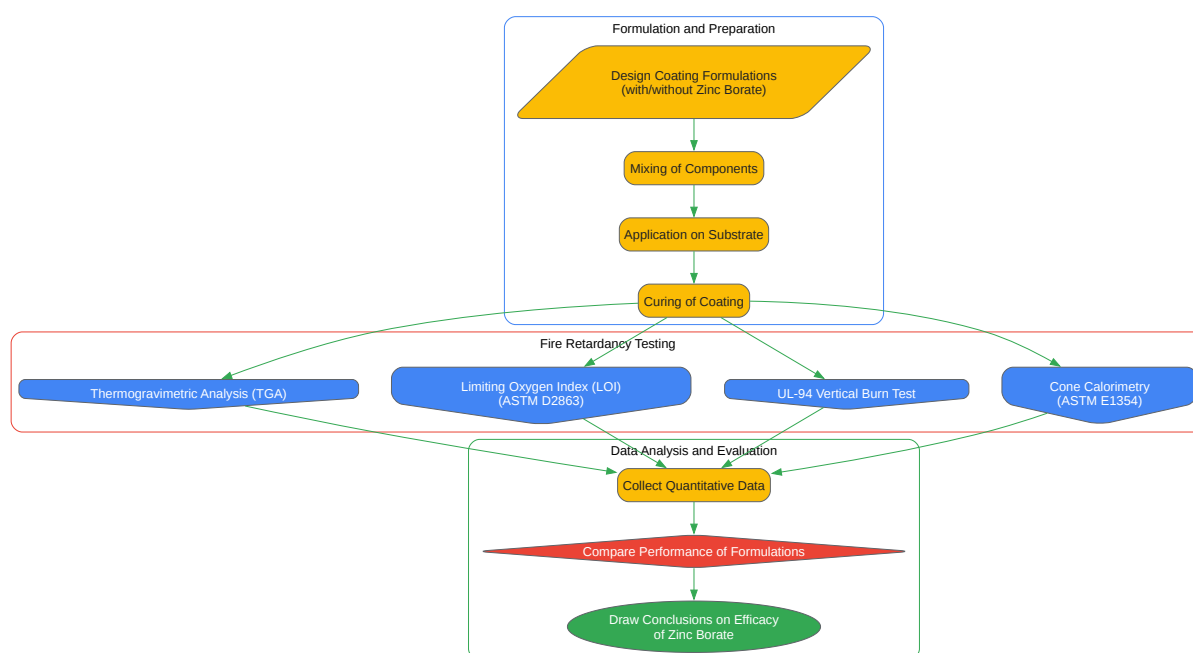 Formulation and Preparation
Design Coating Formulations
(with/without Zinc Borate)
Mixing of Components
Application on Substrate
Curing of Coating
Fire Retardancy Testing
Thermogravimetric Analysis (TGA)
Limiting Oxygen Index (LOI)
(ASTM D2863)
UL-94 Vertical Burn Test
Cone Calorimetry
(ASTM E1354)
Data Analysis and Evaluation
Collect Quantitative Data
Compare Performance of Formulations
Draw Conclusions on Efficacy
of Zinc Borate